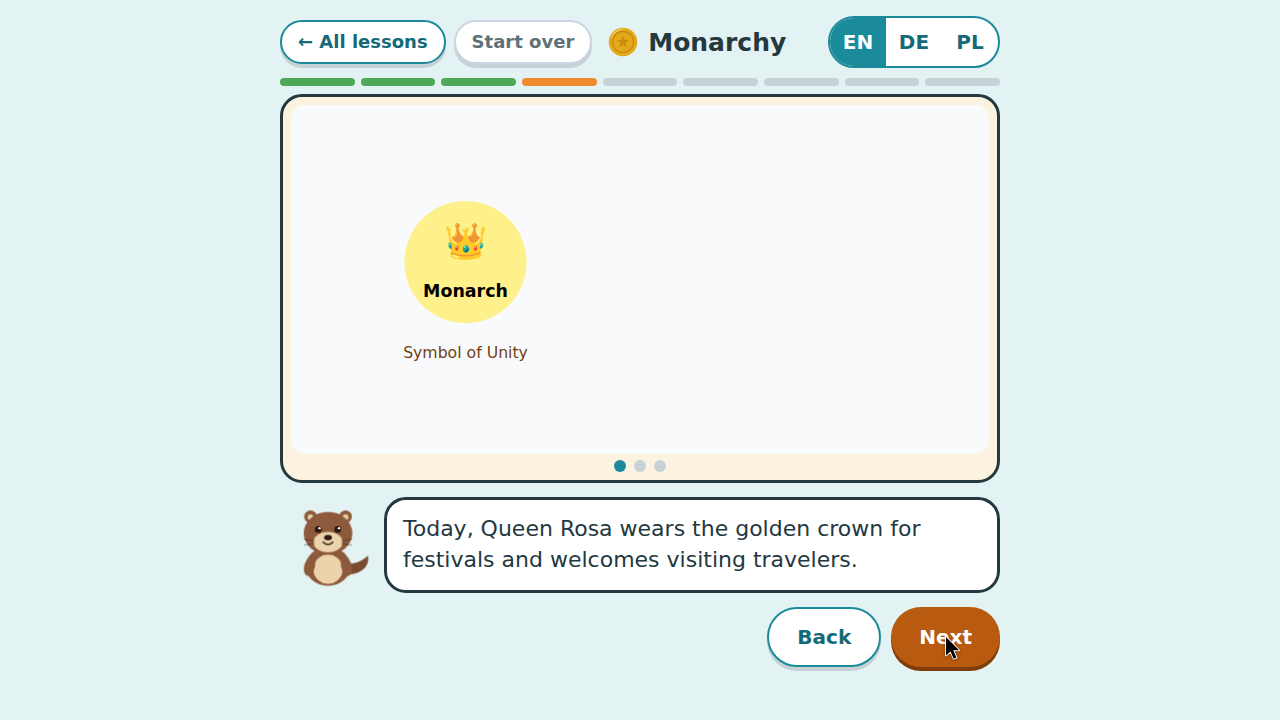 ← All lessons
Start over
Monarchy
EN
DE
PL
Monarch
Symbol of Unity
Today, Queen Rosa wears the golden crown for
festivals and welcomes visiting travelers.
Back
Next